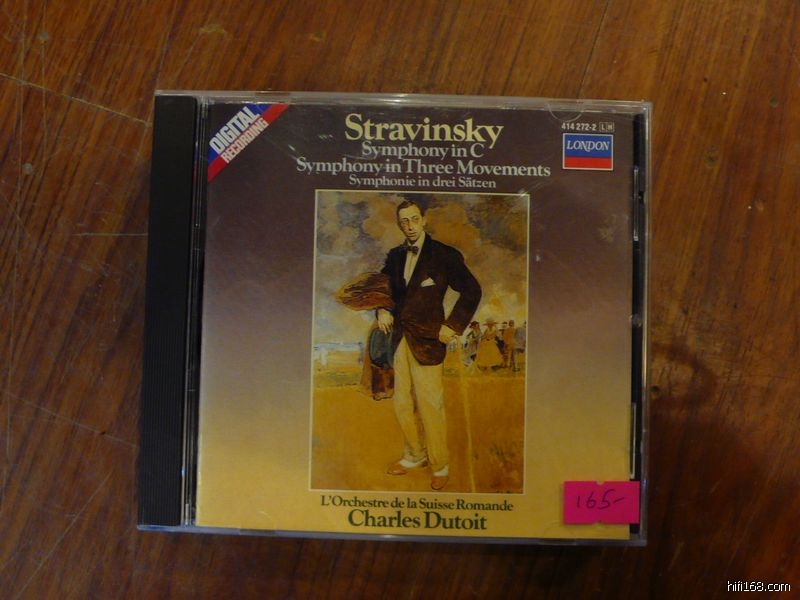 DIGITAL
RECORDING
Stravinsky
Symphony in C
Symphony in Three Movements
Symphonie in drei Sätzen
414 272-2 LH
LONDON
L'Orchestre de la Suisse Romande
Charles Dutoit
165-
hifi168.com